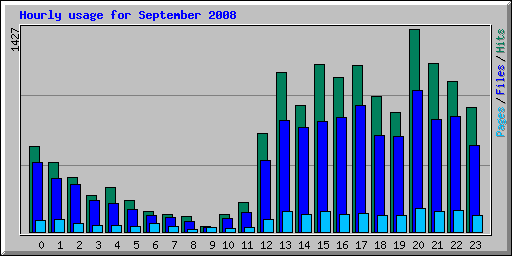 Hourly usage for September 2008
1427
Pages / Files / Hits
0 1 2 3 4 5 6 7 8 9 10 11 12 13 14 15 16 17 18 19 20 21 22 23